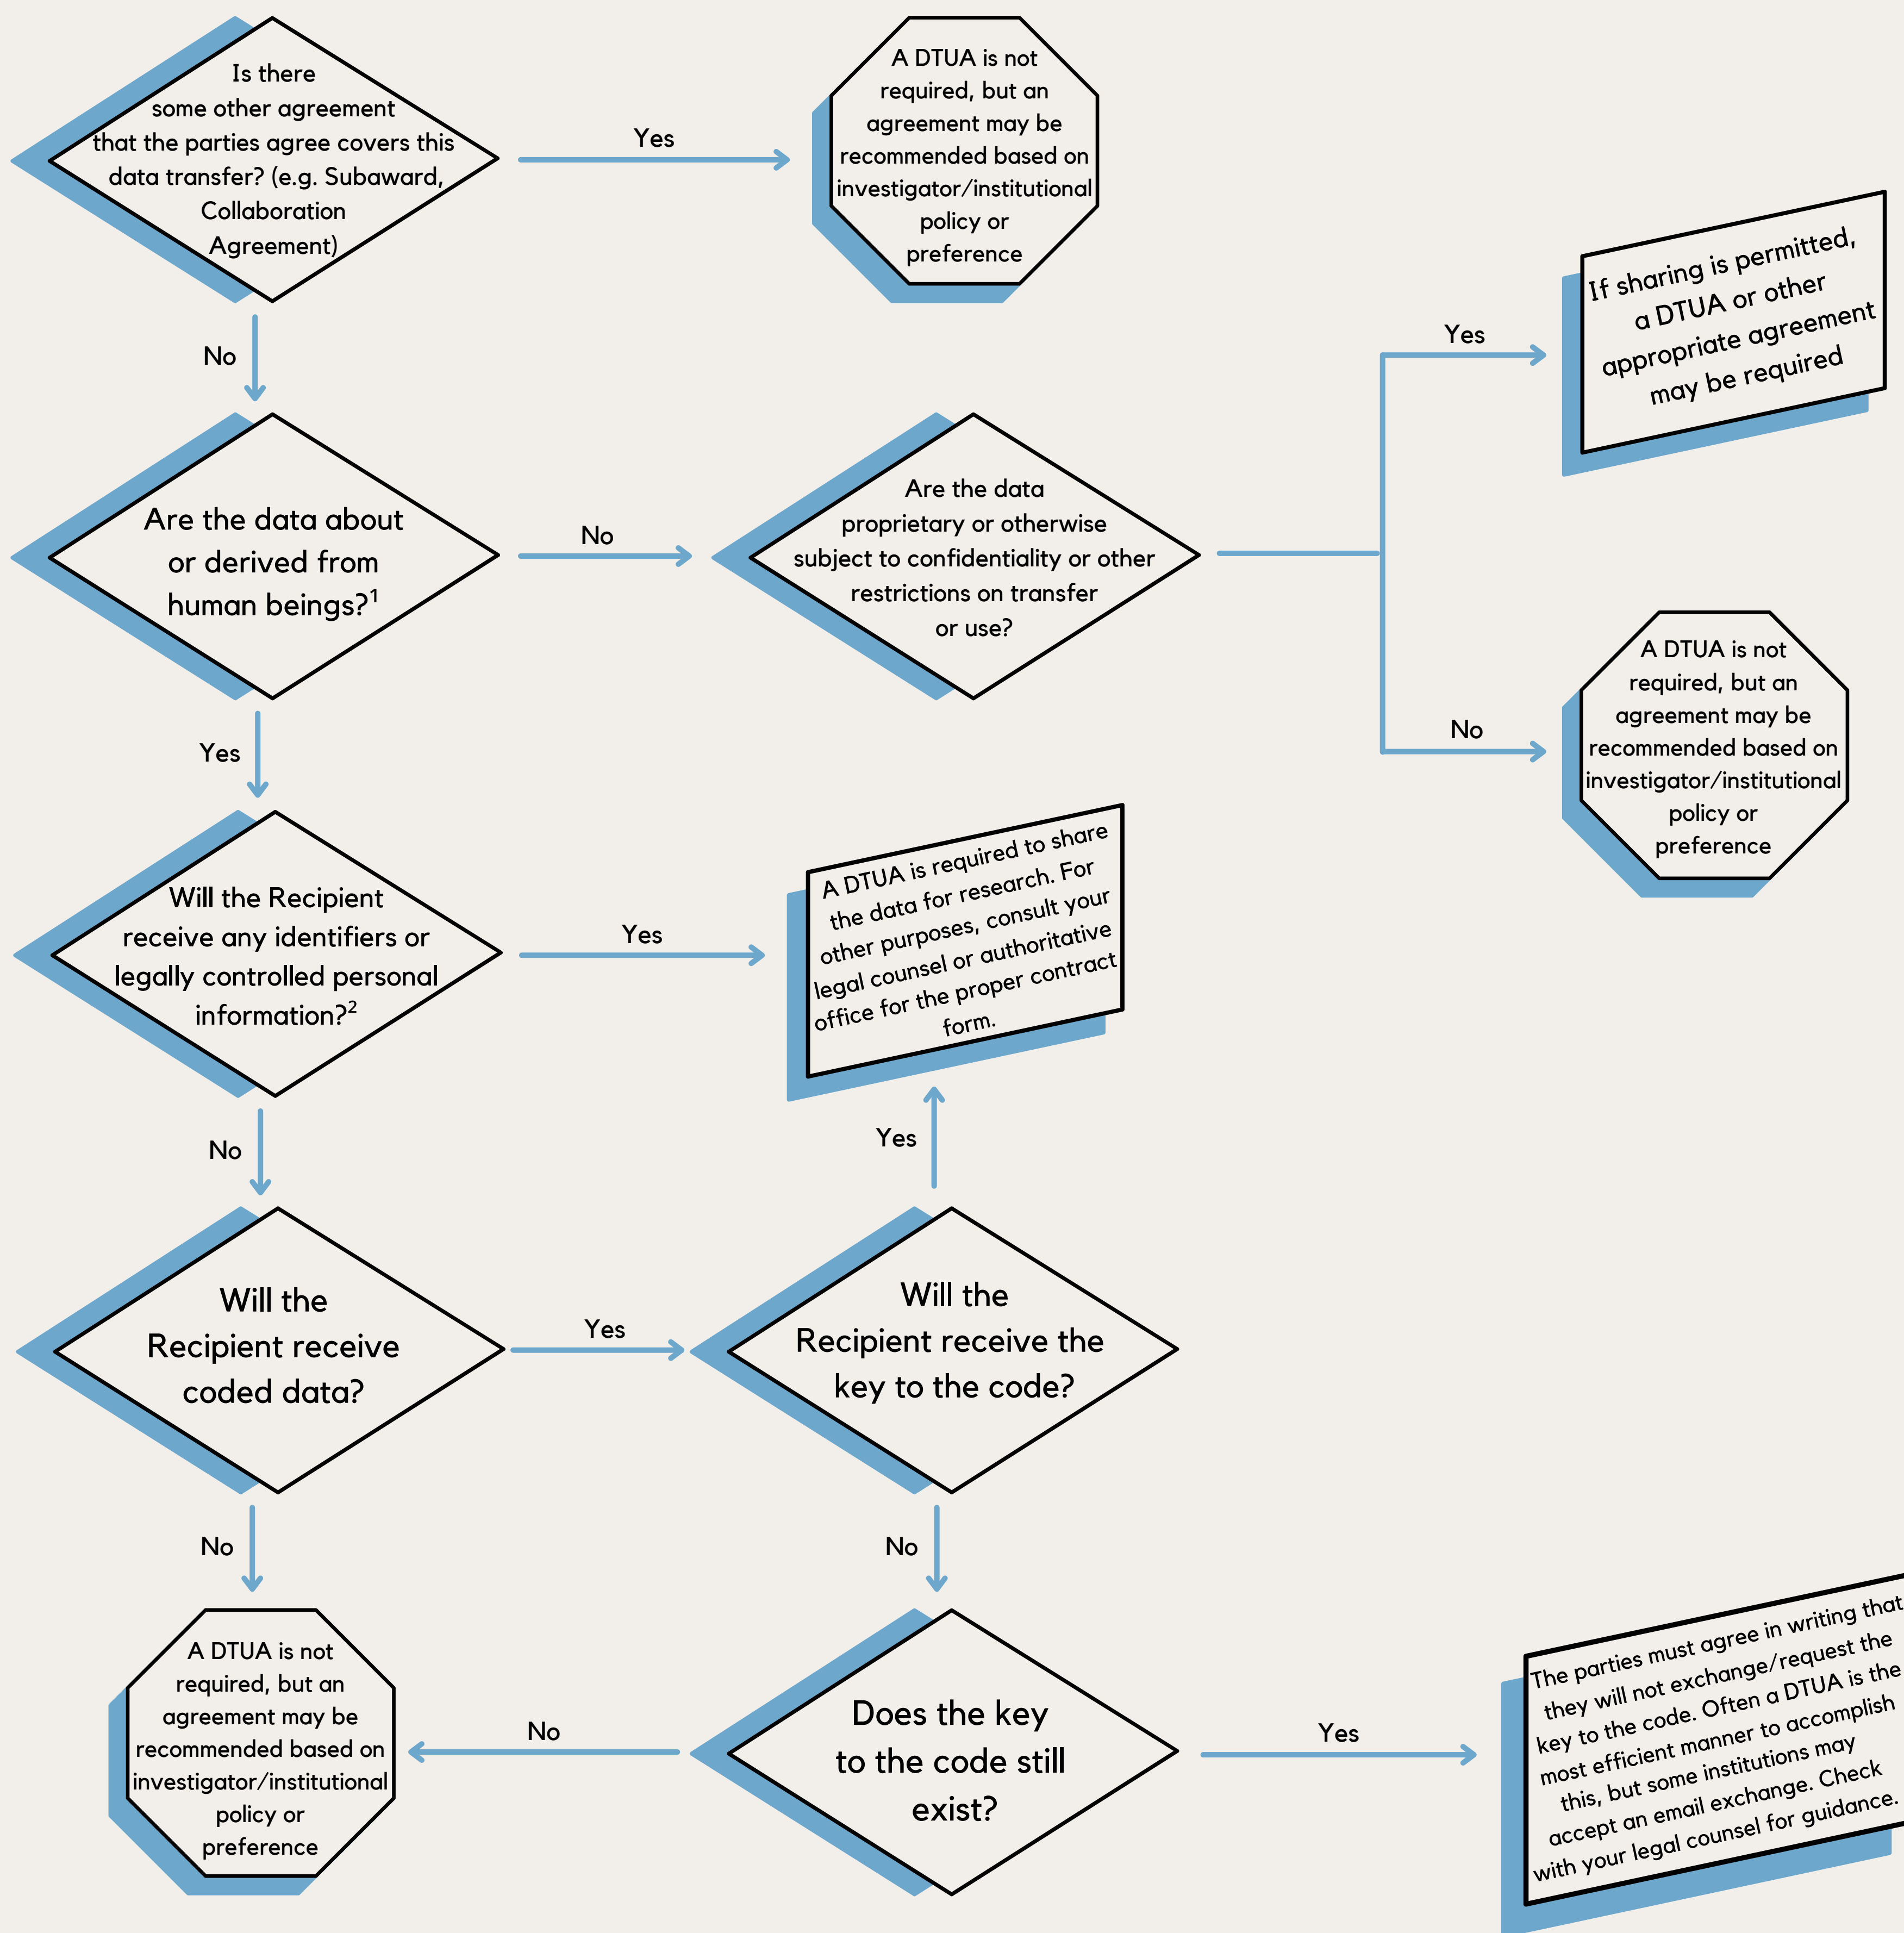 Is there
some other agreement
that the parties agree covers this
data transfer? (e.g. Subaward,
Collaboration
Agreement)
Yes
A DTUA is not
required, but an
agreement may be
recommended based on
investigator/institutional
policy or
preference
No
Are the data about
or derived from
human beings?¹
No
Are the data
proprietary or otherwise
subject to confidentiality or other
restrictions on transfer
or use?
Yes
If sharing is permitted,
a DTUA or other
appropriate agreement
may be required
No
A DTUA is not
required, but an
agreement may be
recommended based on
investigator/institutional
policy or
preference
Yes
Will the Recipient
receive any identifiers or
legally controlled personal
information?²
Yes
A DTUA is required to share
the data for research. For
other purposes, consult your
legal counsel or authoritative
office for the proper contract
form.
No
Will the
Recipient receive
coded data?
Yes
Will the
Recipient receive the
key to the code?
Yes
No
A DTUA is not
required, but an
agreement may be
recommended based on
investigator/institutional
policy or
preference
No
Does the key
to the code still
exist?
No
Yes
The parties must agree in writing that
they will not exchange/request the
key to the code. Often a DTUA is the
most efficient manner to accomplish
this, but some institutions may
accept an email exchange. Check
with your legal counsel for guidance.